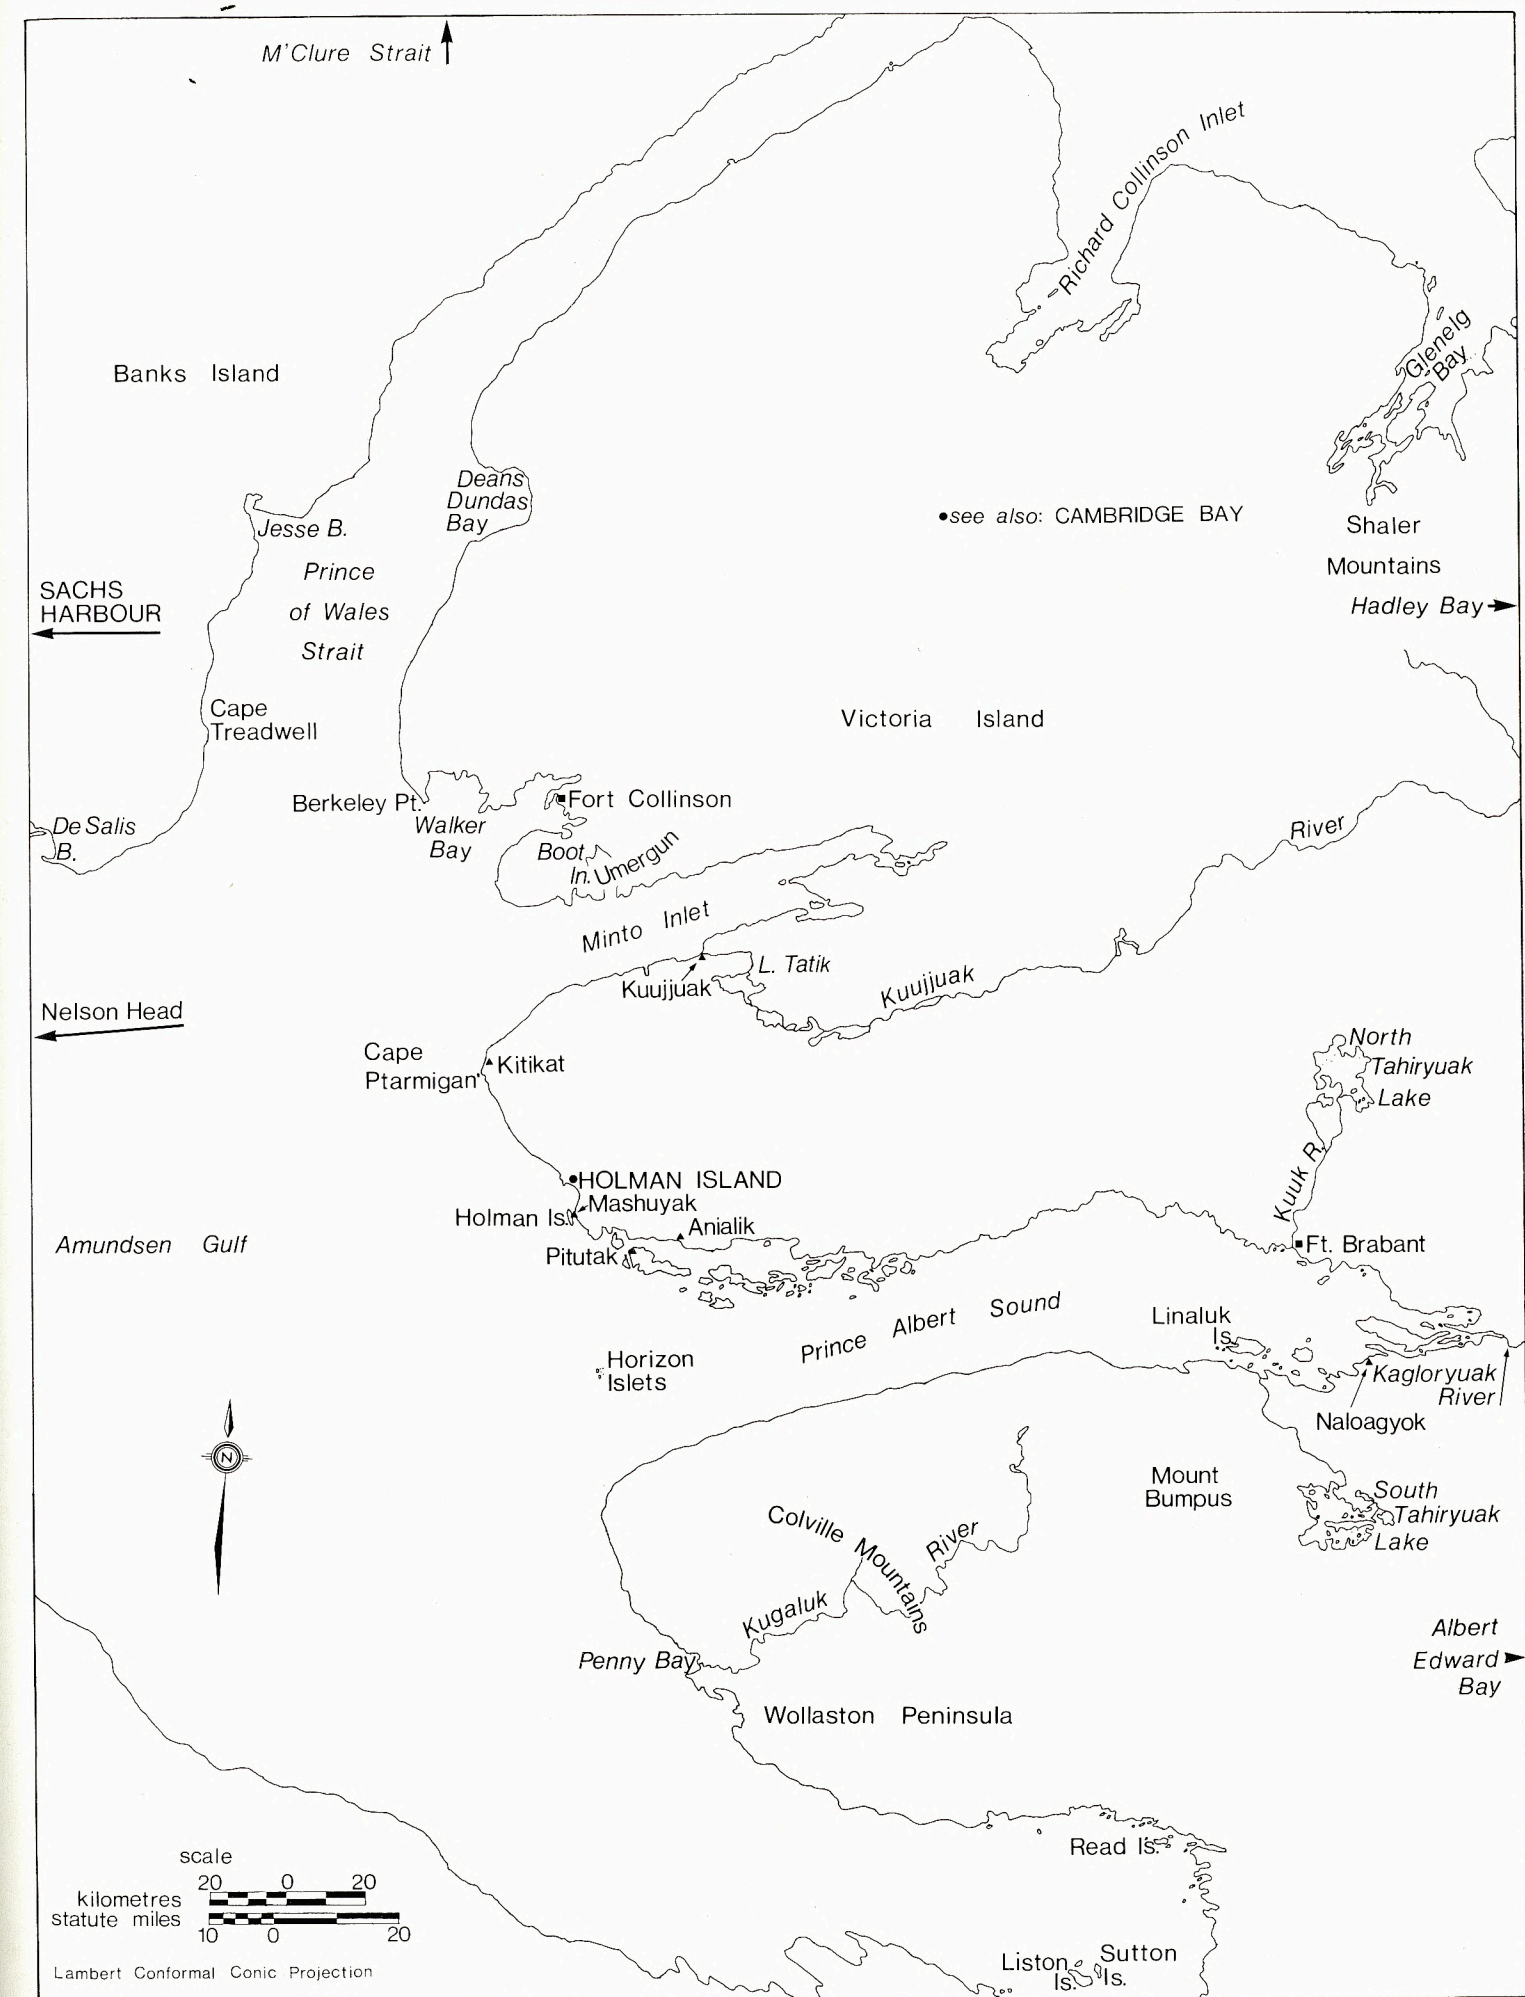 M'Clure Strait
Richard Collinson Inlet
Glenelg
Bay
Banks Island
Deans
Dundas
Bay
Jesse B.
•see also: CAMBRIDGE BAY
Shaler
Mountains
Hadley Bay
Prince
of Wales
Strait
SACHS
HARBOUR
Cape
Treadwell
Victoria Island
Berkeley Pt.
Fort Collinson
Walker
Bay
De Salis
B.
Boot
In.
Umergun
River
Minto Inlet
L. Tatik
Kuujjuak
Kuujjuak
Nelson Head
Cape
Ptarmigan
Kitikat
North
Tahiryuak
Lake
Kuuk R.
HOLMAN ISLAND
Mashuyak
Holman Is.
Anialik
Pitutak
Amundsen Gulf
Ft. Brabant
Prince Albert Sound
Linaluk
Is.
Horizon
Islets
Kagloryuak
River
Naloagyok
N
Mount
Bumpus
South
Tahiryuak
Lake
Colville Mountains
Kugaluk River
Penny Bay
Albert
Edward
Bay
Wollaston Peninsula
Read Is.
Liston
Is.
Sutton
Is.
scale
20 0 20
kilometres
statute miles
10 0 20
Lambert Conformal Conic Projection